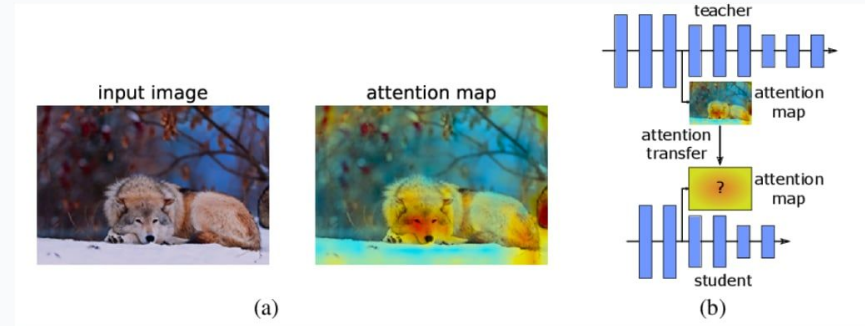 input image
attention map
(a)
teacher
attention
map
attention
transfer
?
attention
map
student
(b)